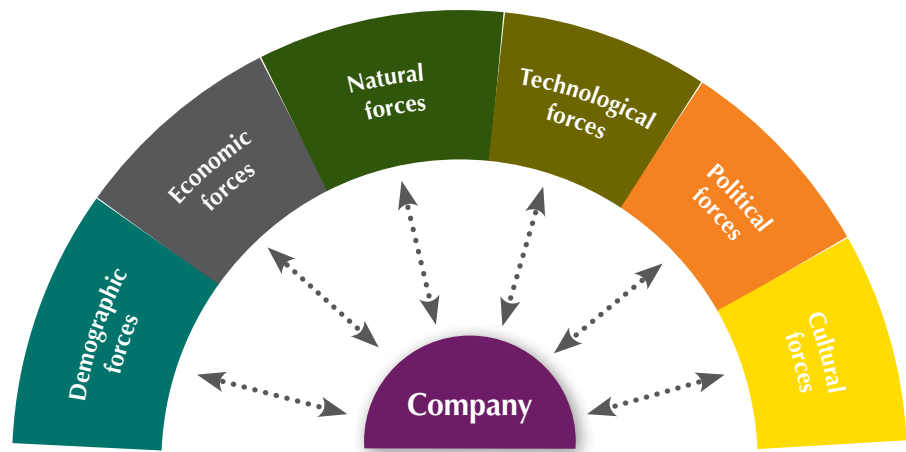 Demographic
forces
Economic
forces
Natural
forces
Technological
forces
Political
forces
Cultural
forces
Company